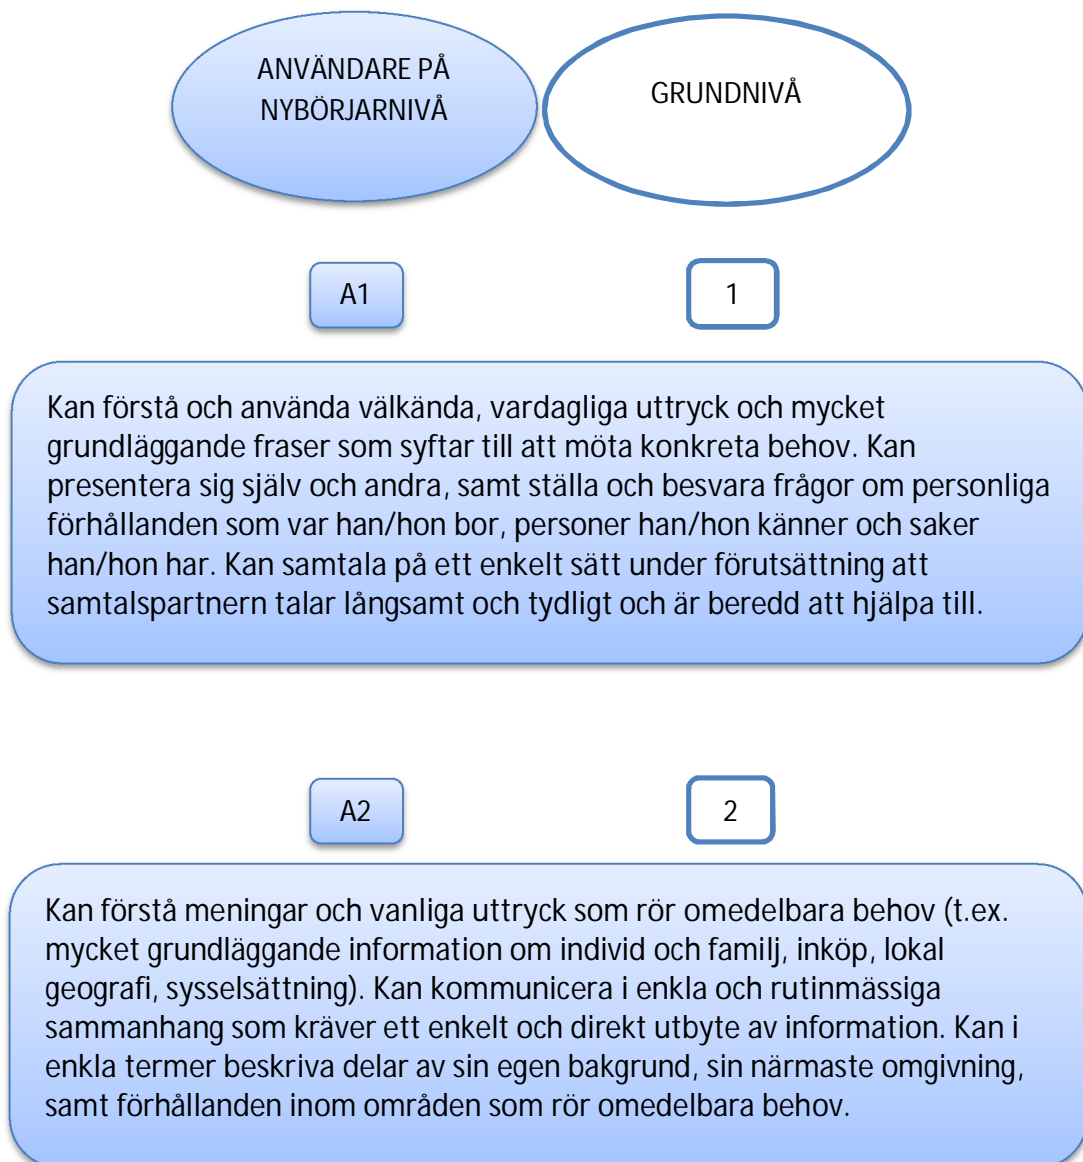 ANVÄNDARE PÅ
NYBÖRJARNIVÅ
GRUNDNIVÅ
A1
1
Kan förstå och använda välkända, vardagliga uttryck och mycket
grundläggande fraser som syftar till att möta konkreta behov. Kan
presentera sig själv och andra, samt ställa och besvara frågor om personliga
förhållanden som var han/hon bor, personer han/hon känner och saker
han/hon har. Kan samtala på ett enkelt sätt under förutsättning att
samtalspartnern talar långsamt och tydligt och är beredd att hjälpa till.
A2
2
Kan förstå meningar och vanliga uttryck som rör omedelbara behov (t.ex.
mycket grundläggande information om individ och familj, inköp, lokal
geografi, sysselsättning). Kan kommunicera i enkla och rutinmässiga
sammanhang som kräver ett enkelt och direkt utbyte av information. Kan i
enkla termer beskriva delar av sin egen bakgrund, sin närmaste omgivning,
samt förhållanden inom områden som rör omedelbara behov.